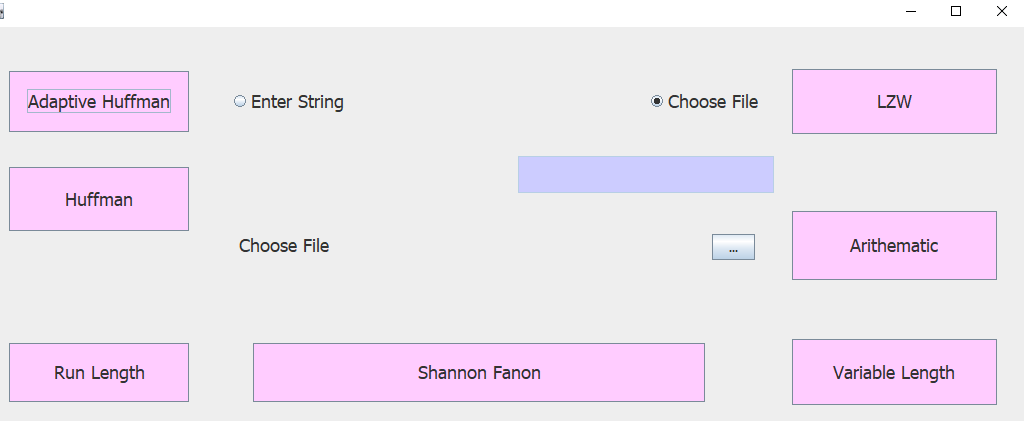 Adaptive Huffman
Enter String
Choose File
LZW
Huffman
Choose File
...
Arithematic
Run Length
Shannon Fanon
Variable Length